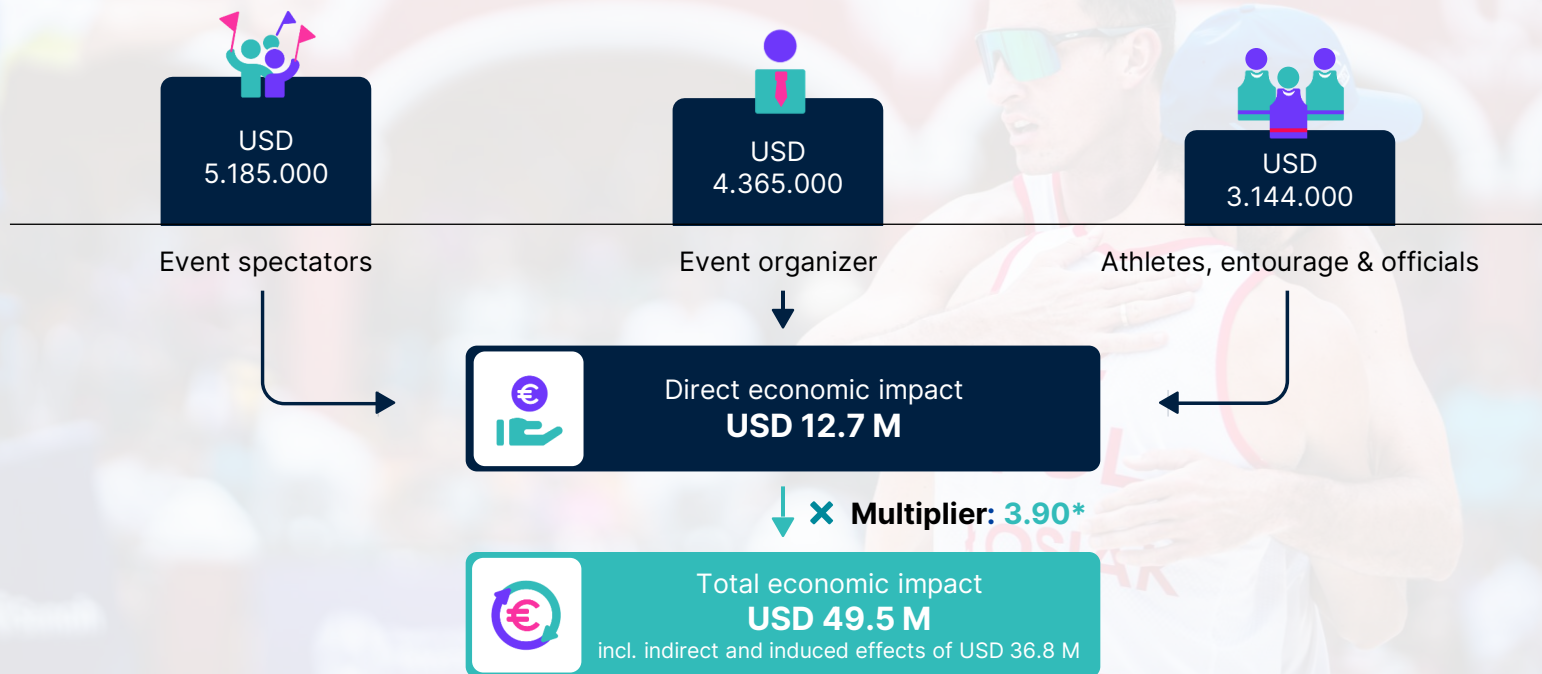 USD
5.185.000
USD
4.365.000
USD
3.144.000
Event spectators
Event organizer
Athletes, entourage & officials
€
Direct economic impact
USD 12.7 M
× Multiplier: 3.90*
€
Total economic impact
USD 49.5 M
incl. indirect and induced effects of USD 36.8 M